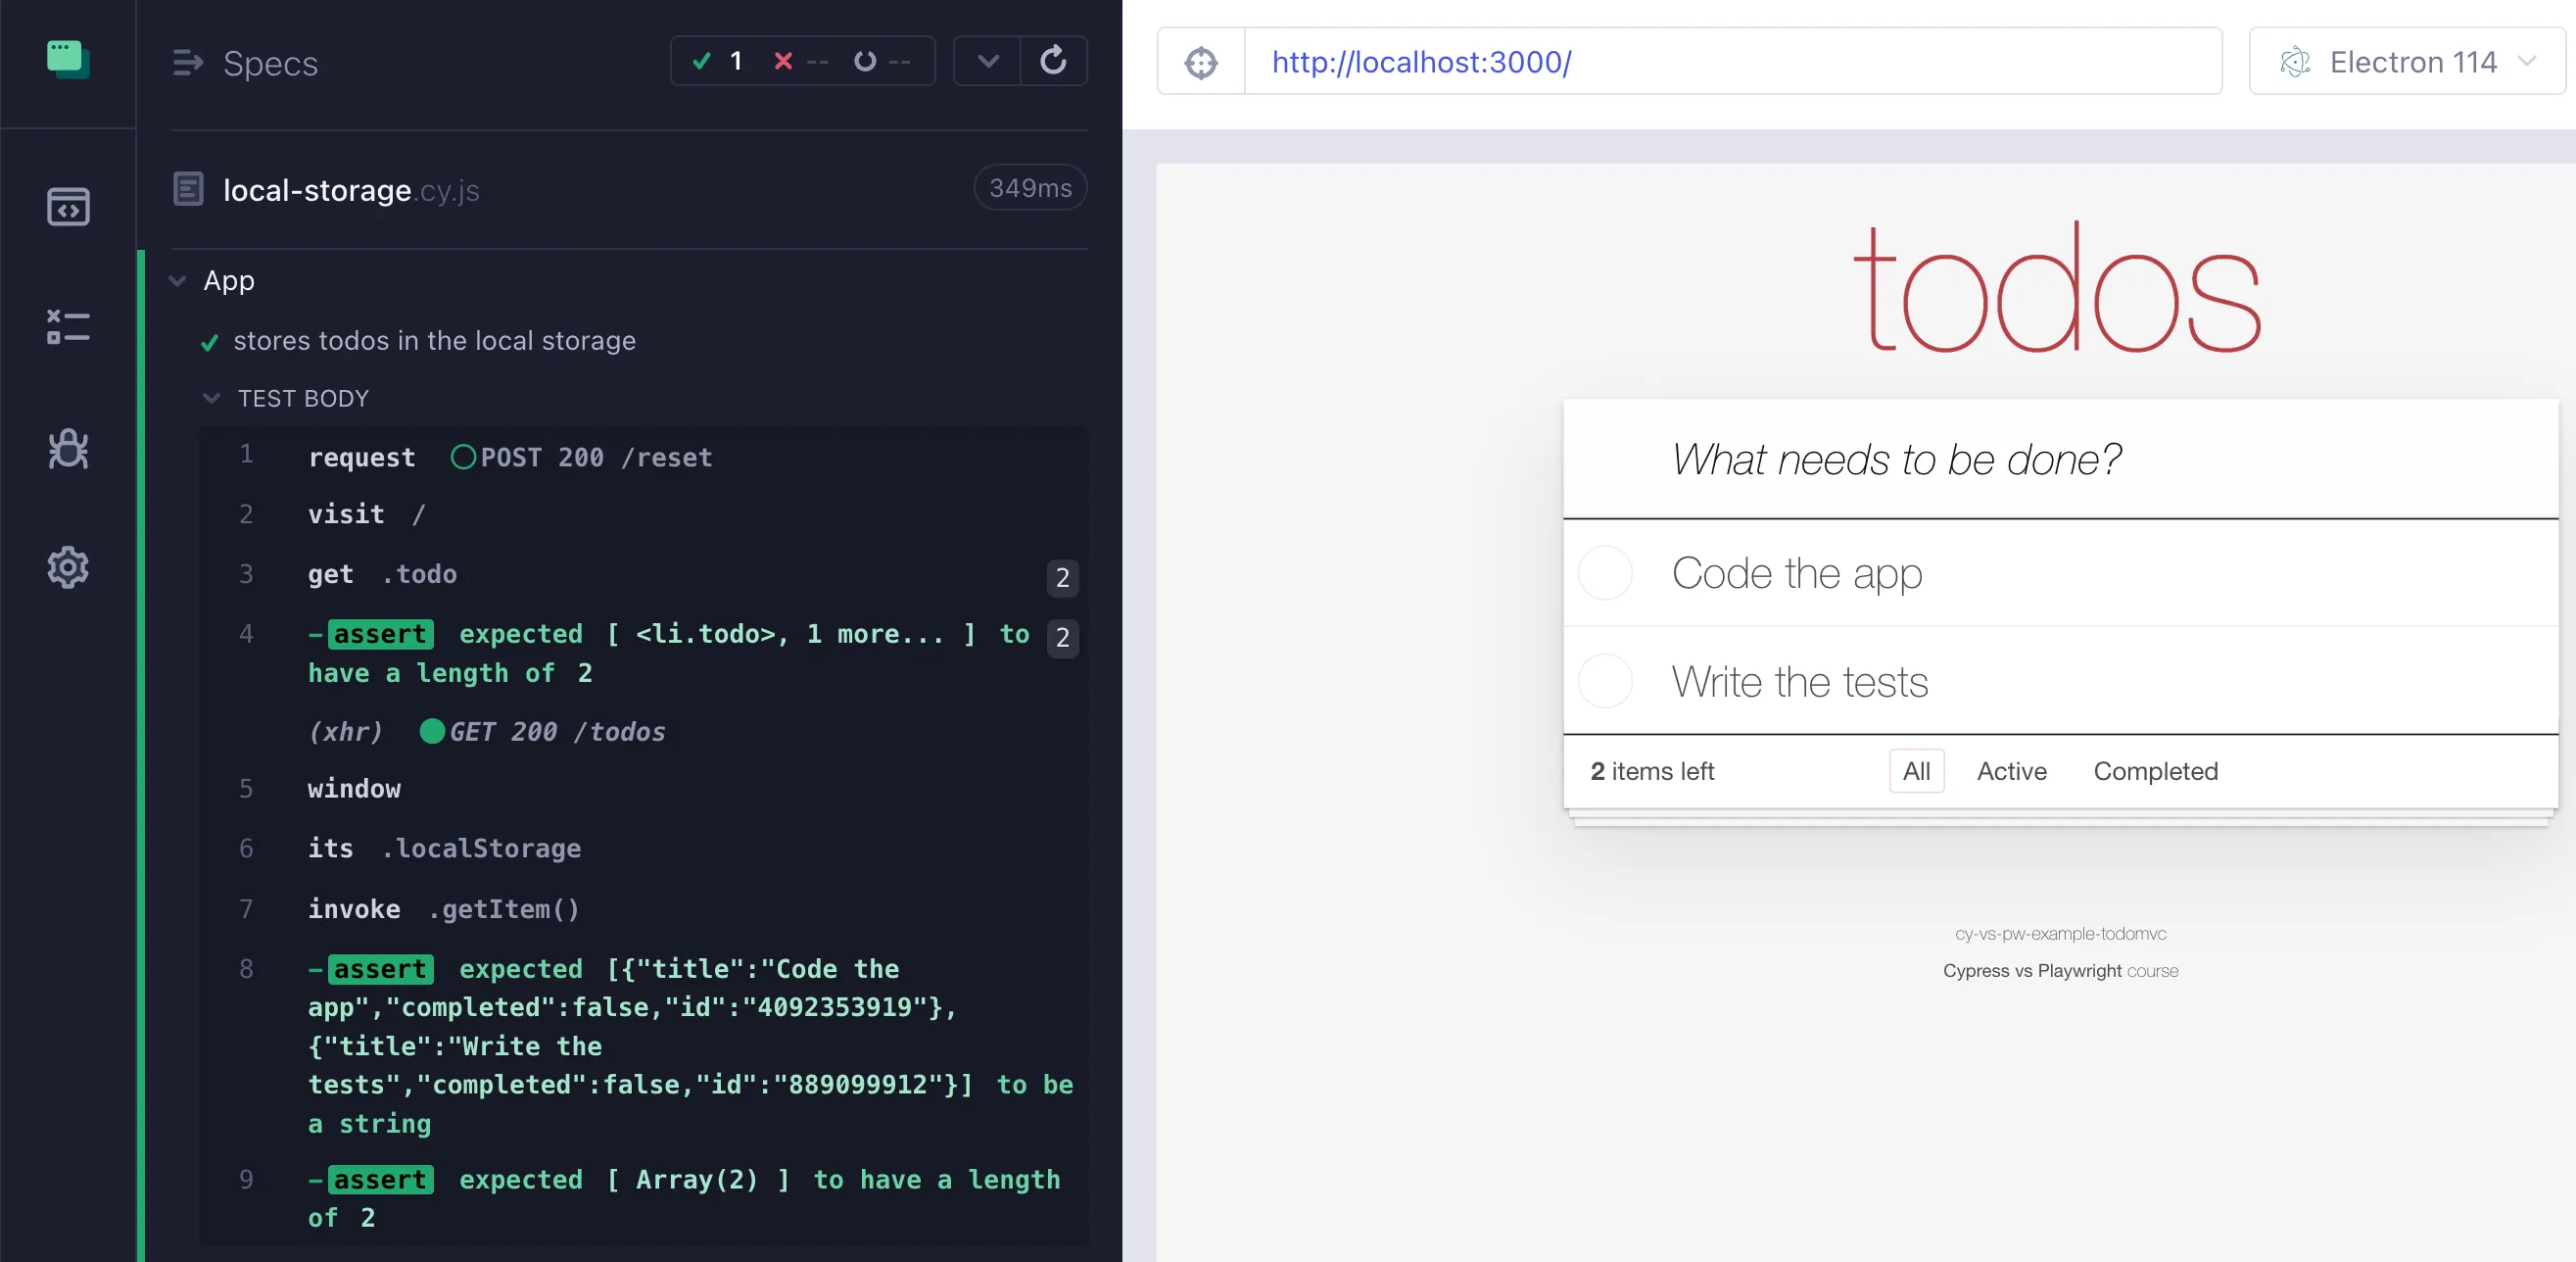 Specs
1 -- --
local-storage.cy.js 349ms
App
stores todos in the local storage
TEST BODY
1 request POST 200 /reset
2 visit /
3 get .todo 2
4 -assert expected [ <li.todo>, 1 more... ] to 2
have a length of 2
(xhr) GET 200 /todos
5 window
6 its .localStorage
7 invoke .getItem()
8 -assert expected [{"title":"Code the
app","completed":false,"id":"4092353919"},
{"title":"Write the
tests","completed":false,"id":"889099912"}] to be
a string
9 -assert expected [ Array(2) ] to have a length
of 2
http://localhost:3000/
Electron 114
todos
What needs to be done?
Code the app
Write the tests
2 items left All Active Completed
cy-vs-pw-example-todomvc
Cypress vs Playwright course